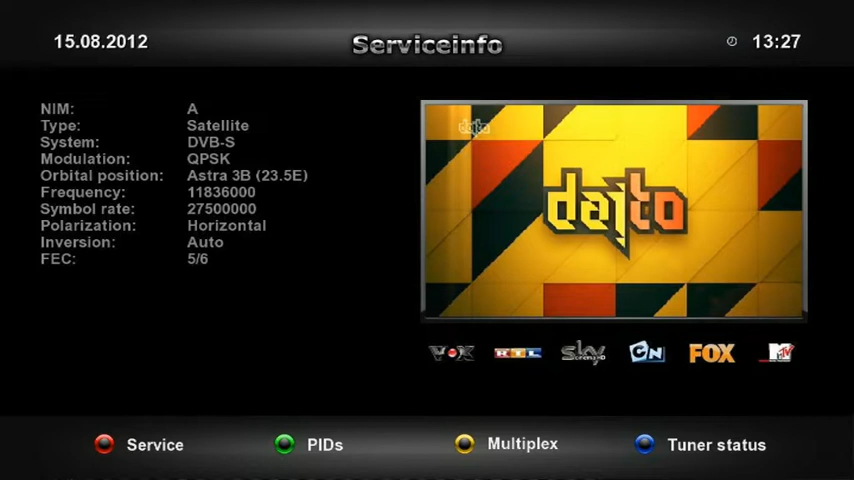 15.08.2012
Serviceinfo
13:27
NIM: A
Type: Satellite
System: DVB-S
Modulation: QPSK
Orbital position: Astra 3B (23.5E)
Frequency: 11836000
Symbol rate: 27500000
Polarization: Horizontal
Inversion: Auto
FEC: 5/6
dajto
dajto
VOX RTL sky CN FOX MTV
Service PIDs Multiplex Tuner status